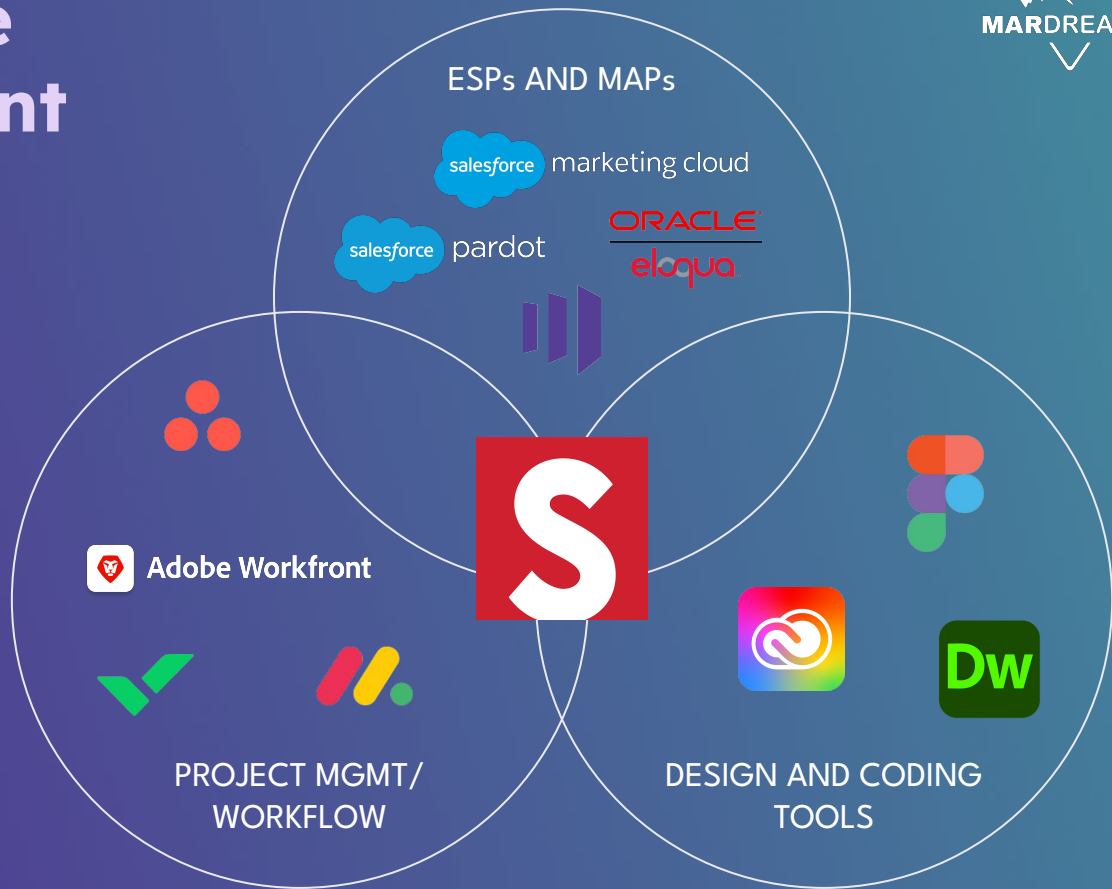 e
nt
MARDREA
ESPs AND MAPs
salesforce marketing cloud
salesforce pardot
ORACLE
eloqua
S
Adobe Workfront
Dw
PROJECT MGMT/
WORKFLOW
DESIGN AND CODING
TOOLS